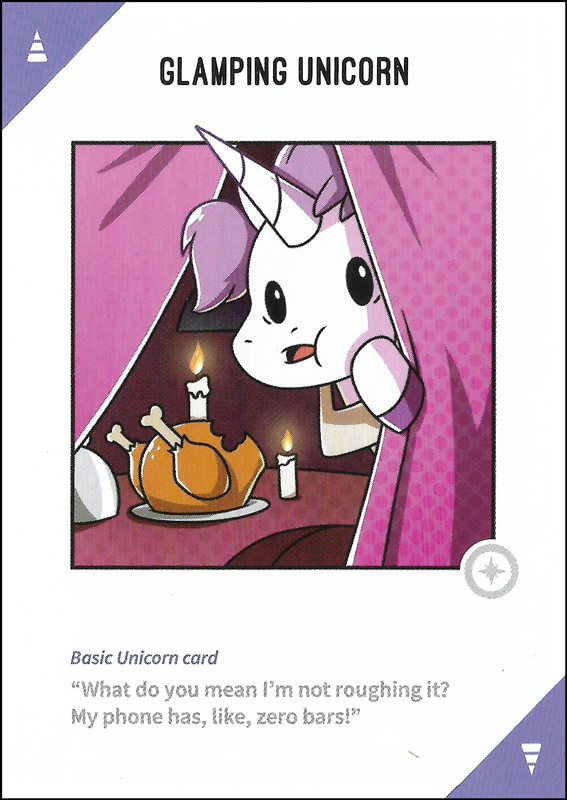 GLAMPING UNICORN
Basic Unicorn card
“What do you mean I’m not roughing it?
My phone has, like, zero bars!”